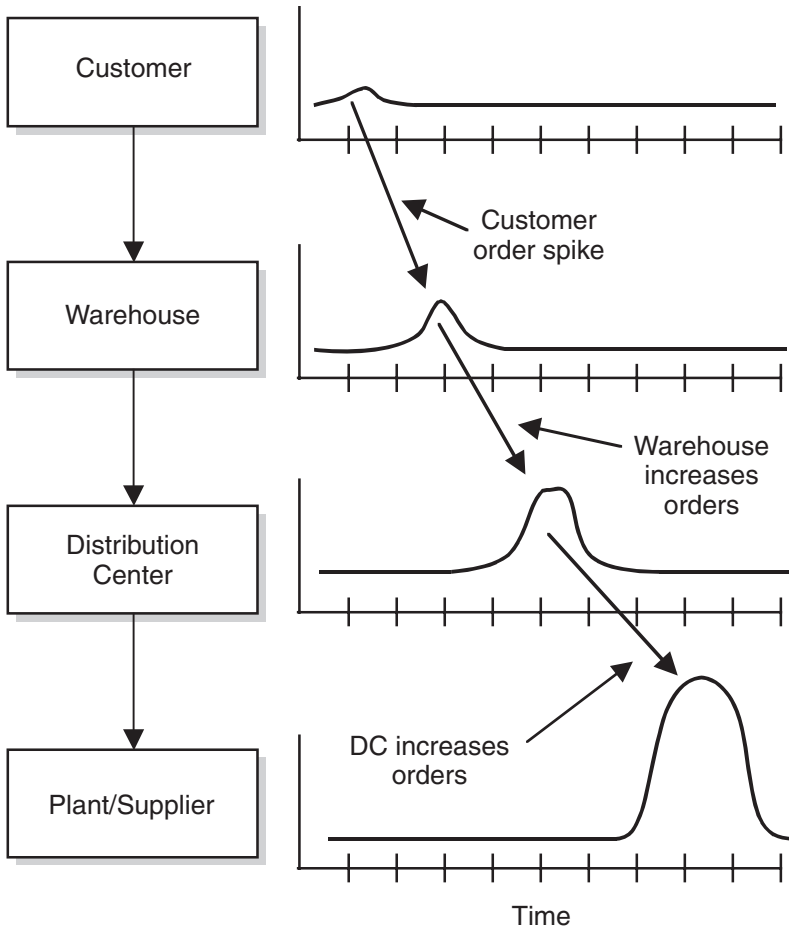 Customer
Customer
order spike
Warehouse
Warehouse
increases
orders
Distribution
Center
DC increases
orders
Plant/Supplier
Time